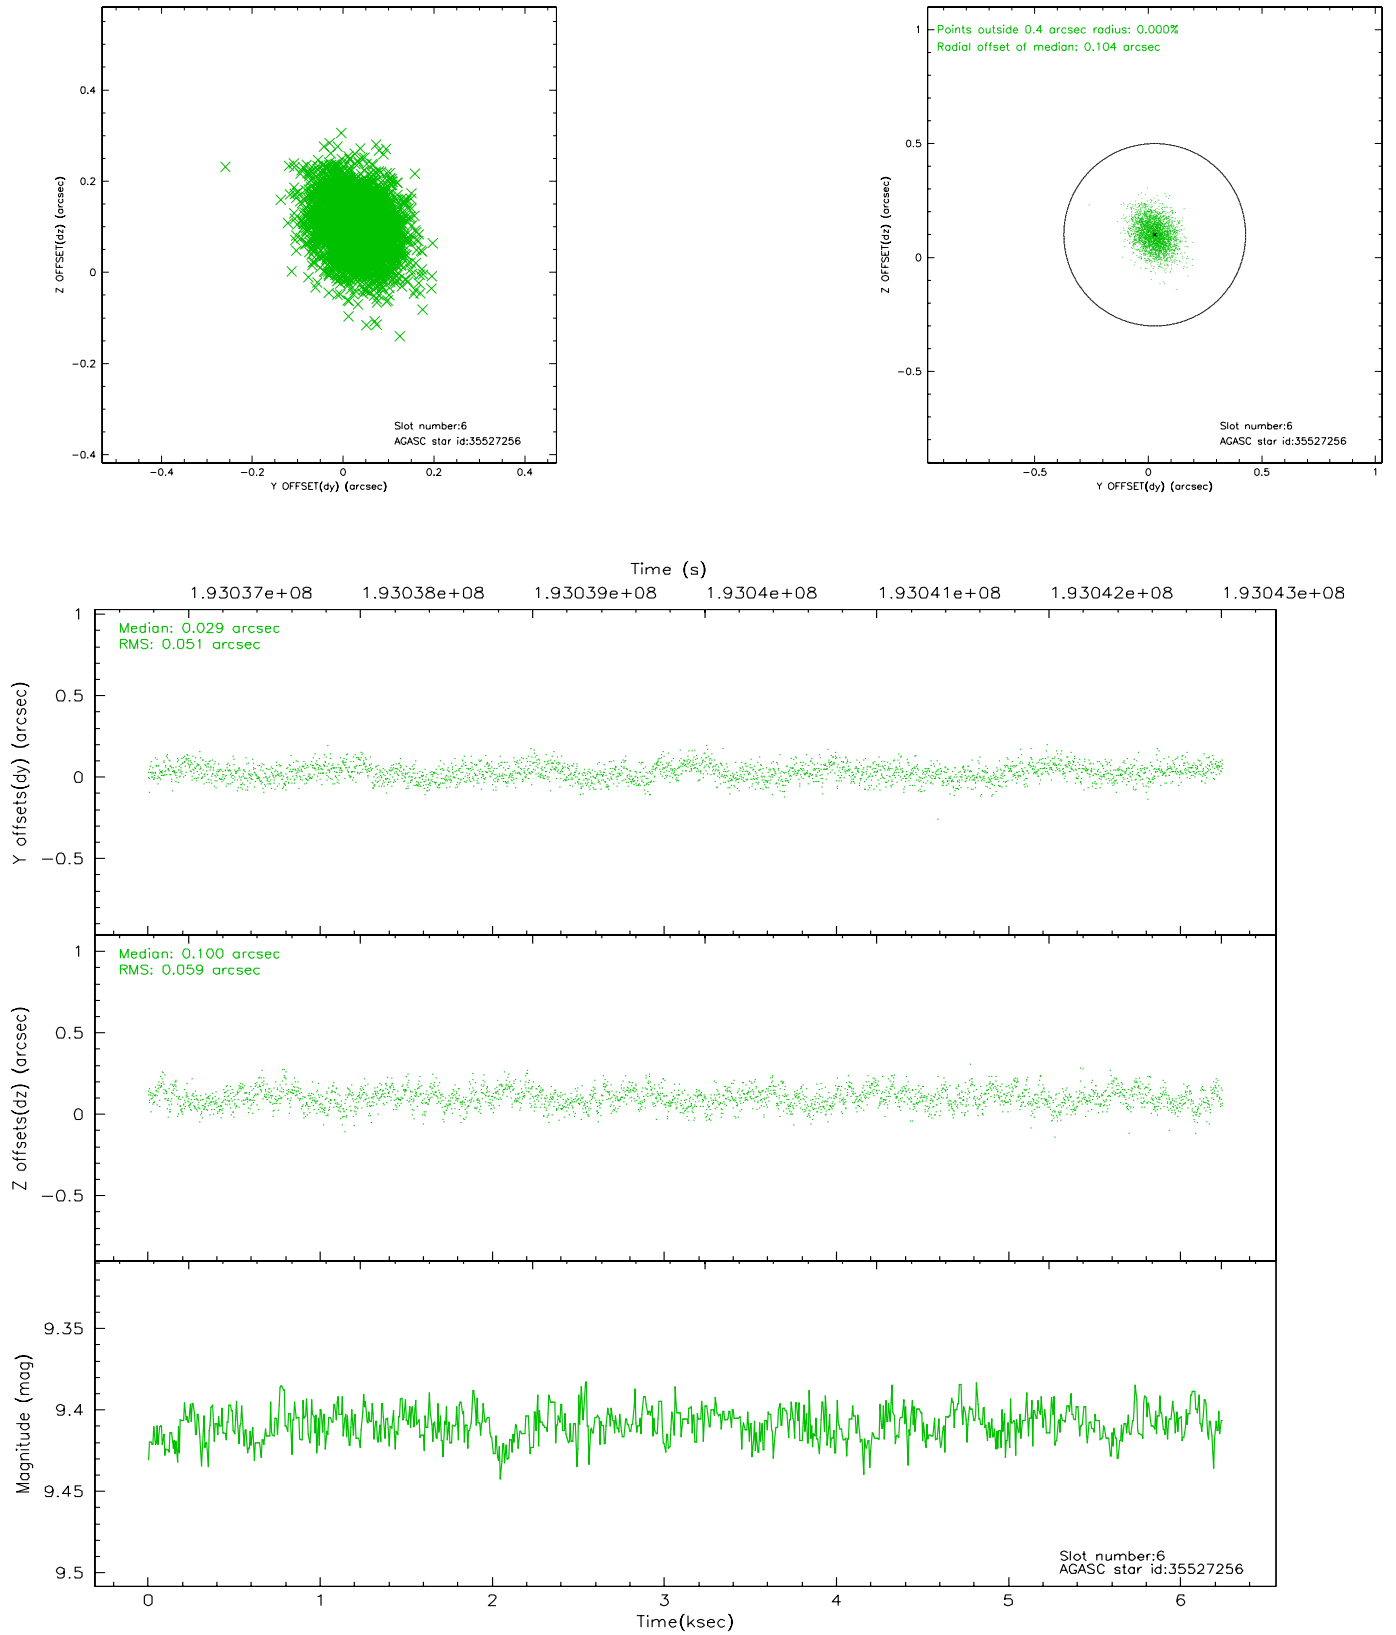 0.4
0.2
0
−0.2
−0.4
Z OFFSET(dz) (arcsec)
−0.4
−0.2
0
0.2
0.4
Y OFFSET(dy) (arcsec)
Slot number:6
AGASC star id:35527256
Points outside 0.4 arcsec radius: 0.000%
Radial offset of median: 0.104 arcsec
1
0.5
0
−0.5
Z OFFSET(dz) (arcsec)
−0.5
0
0.5
1
Y OFFSET(dy) (arcsec)
Slot number:6
AGASC star id:35527256
Time (s)
1.93037e+08
1.93038e+08
1.93039e+08
1.9304e+08
1.93041e+08
1.93042e+08
1.93043e+08
Median: 0.029 arcsec
RMS: 0.051 arcsec
1
0.5
0
−0.5
Y offsets(dy) (arcsec)
Median: 0.100 arcsec
RMS: 0.059 arcsec
1
0.5
0
−0.5
Z offsets(dz) (arcsec)
9.35
9.4
9.45
9.5
Magnitude (mag)
Slot number:6
AGASC star id:35527256
0
1
2
3
4
5
6
Time(ksec)